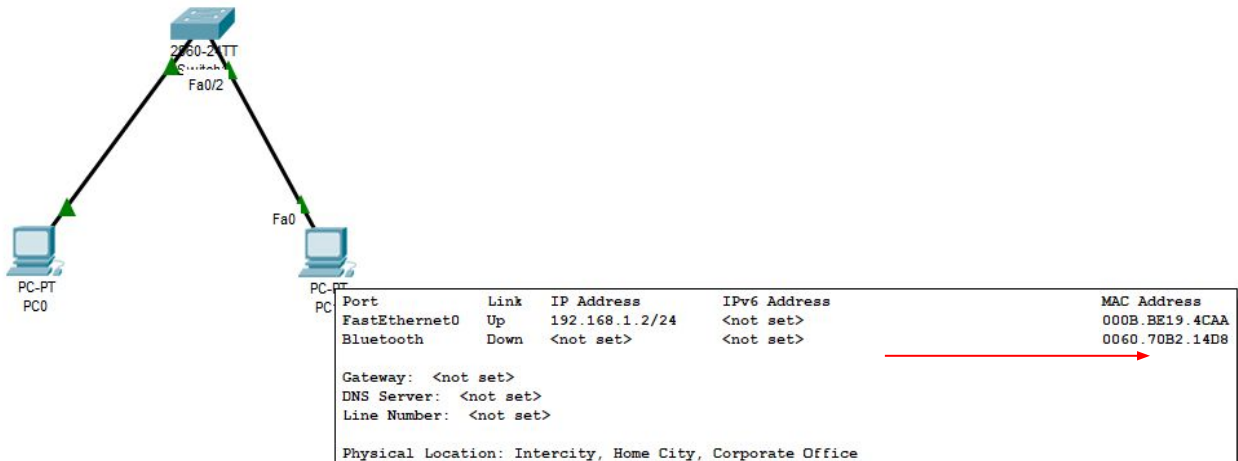 2960-24TT
Fa0/2
Fa0
PC-PT
PC0
PC-PT
Port Link IP Address IPv6 Address MAC Address
FastEthernet0 Up 192.168.1.2/24 <not set> 000B.BE19.4CAA
Bluetooth Down <not set> <not set> 0060.70B2.14D8
Gateway: <not set>
DNS Server: <not set>
Line Number: <not set>
Physical Location: Intercity, Home City, Corporate Office